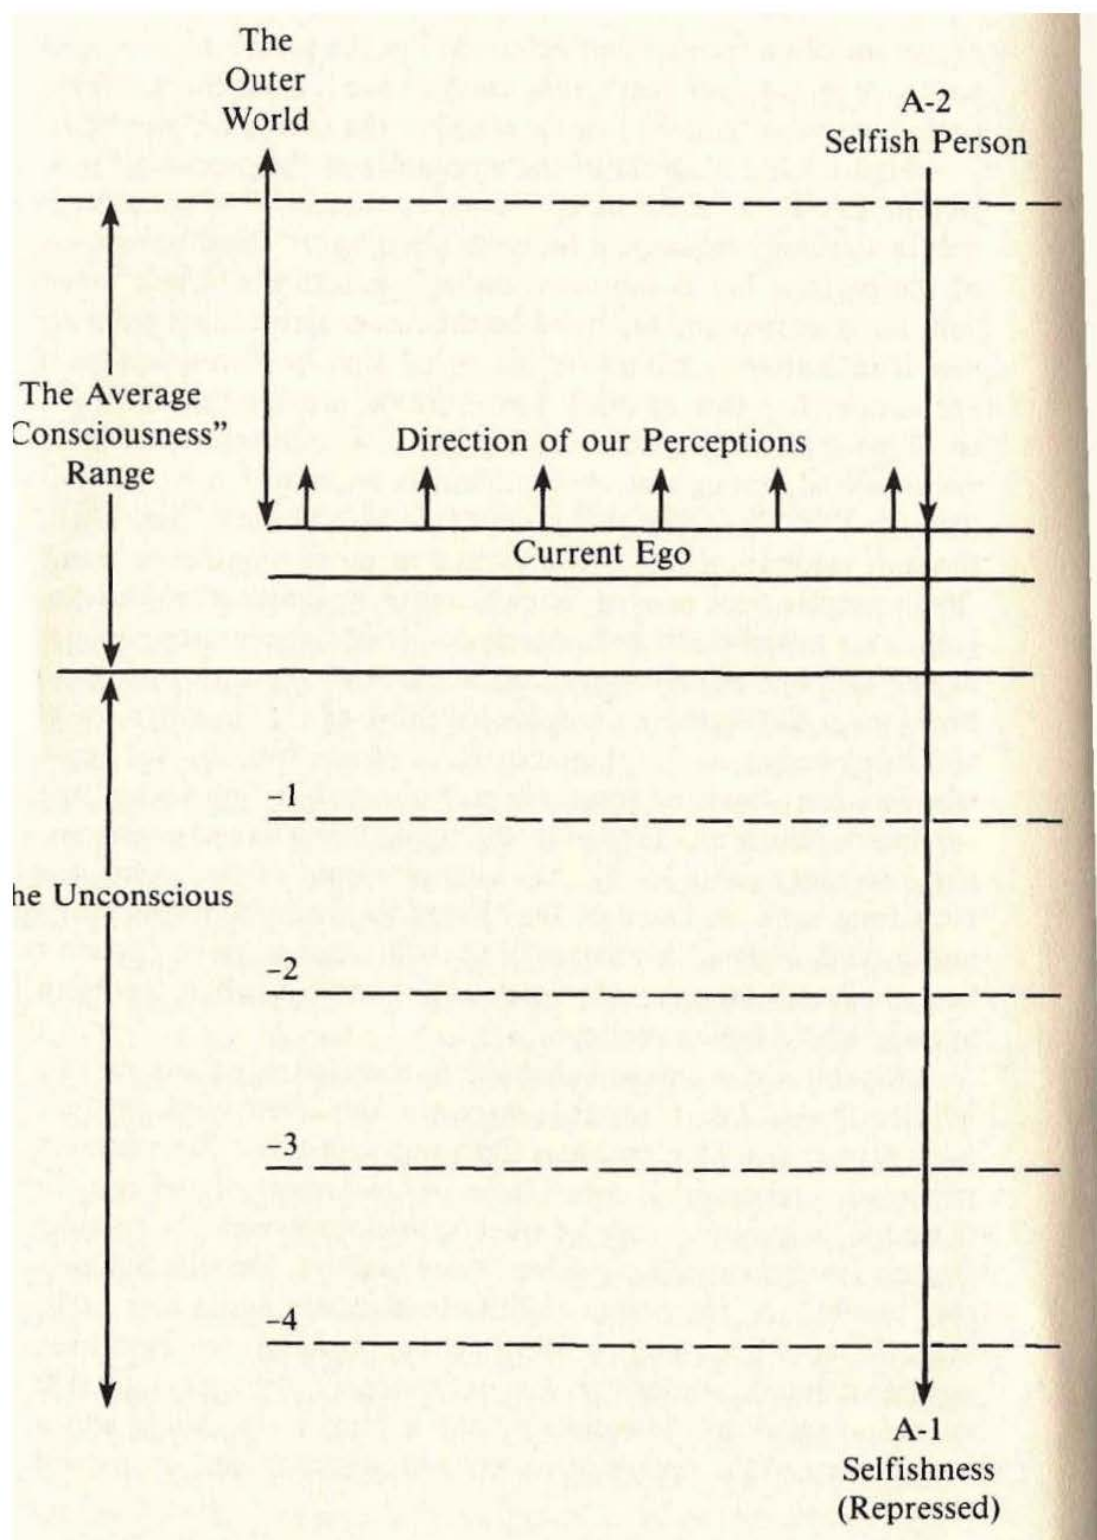 The
Outer
World
A-2
Selfish Person
The Average
Consciousness”
Range
Direction of our Perceptions
Current Ego
-1
he Unconscious
-2
-3
-4
A-1
Selfishness
(Repressed)